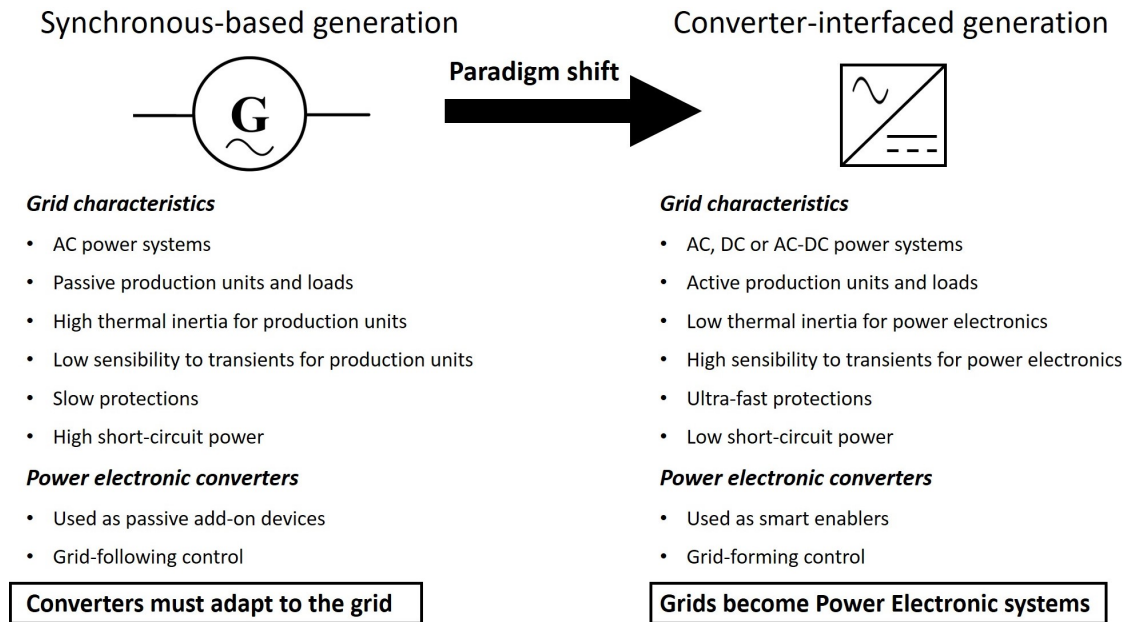 Synchronous-based generation
Converter-interfaced generation
Paradigm shift
G
Grid characteristics
• AC power systems
• Passive production units and loads
• High thermal inertia for production units
• Low sensibility to transients for production units
• Slow protections
• High short-circuit power
Power electronic converters
• Used as passive add-on devices
• Grid-following control
Converters must adapt to the grid
Grid characteristics
• AC, DC or AC-DC power systems
• Active production units and loads
• Low thermal inertia for power electronics
• High sensibility to transients for power electronics
• Ultra-fast protections
• Low short-circuit power
Power electronic converters
• Used as smart enablers
• Grid-forming control
Grids become Power Electronic systems